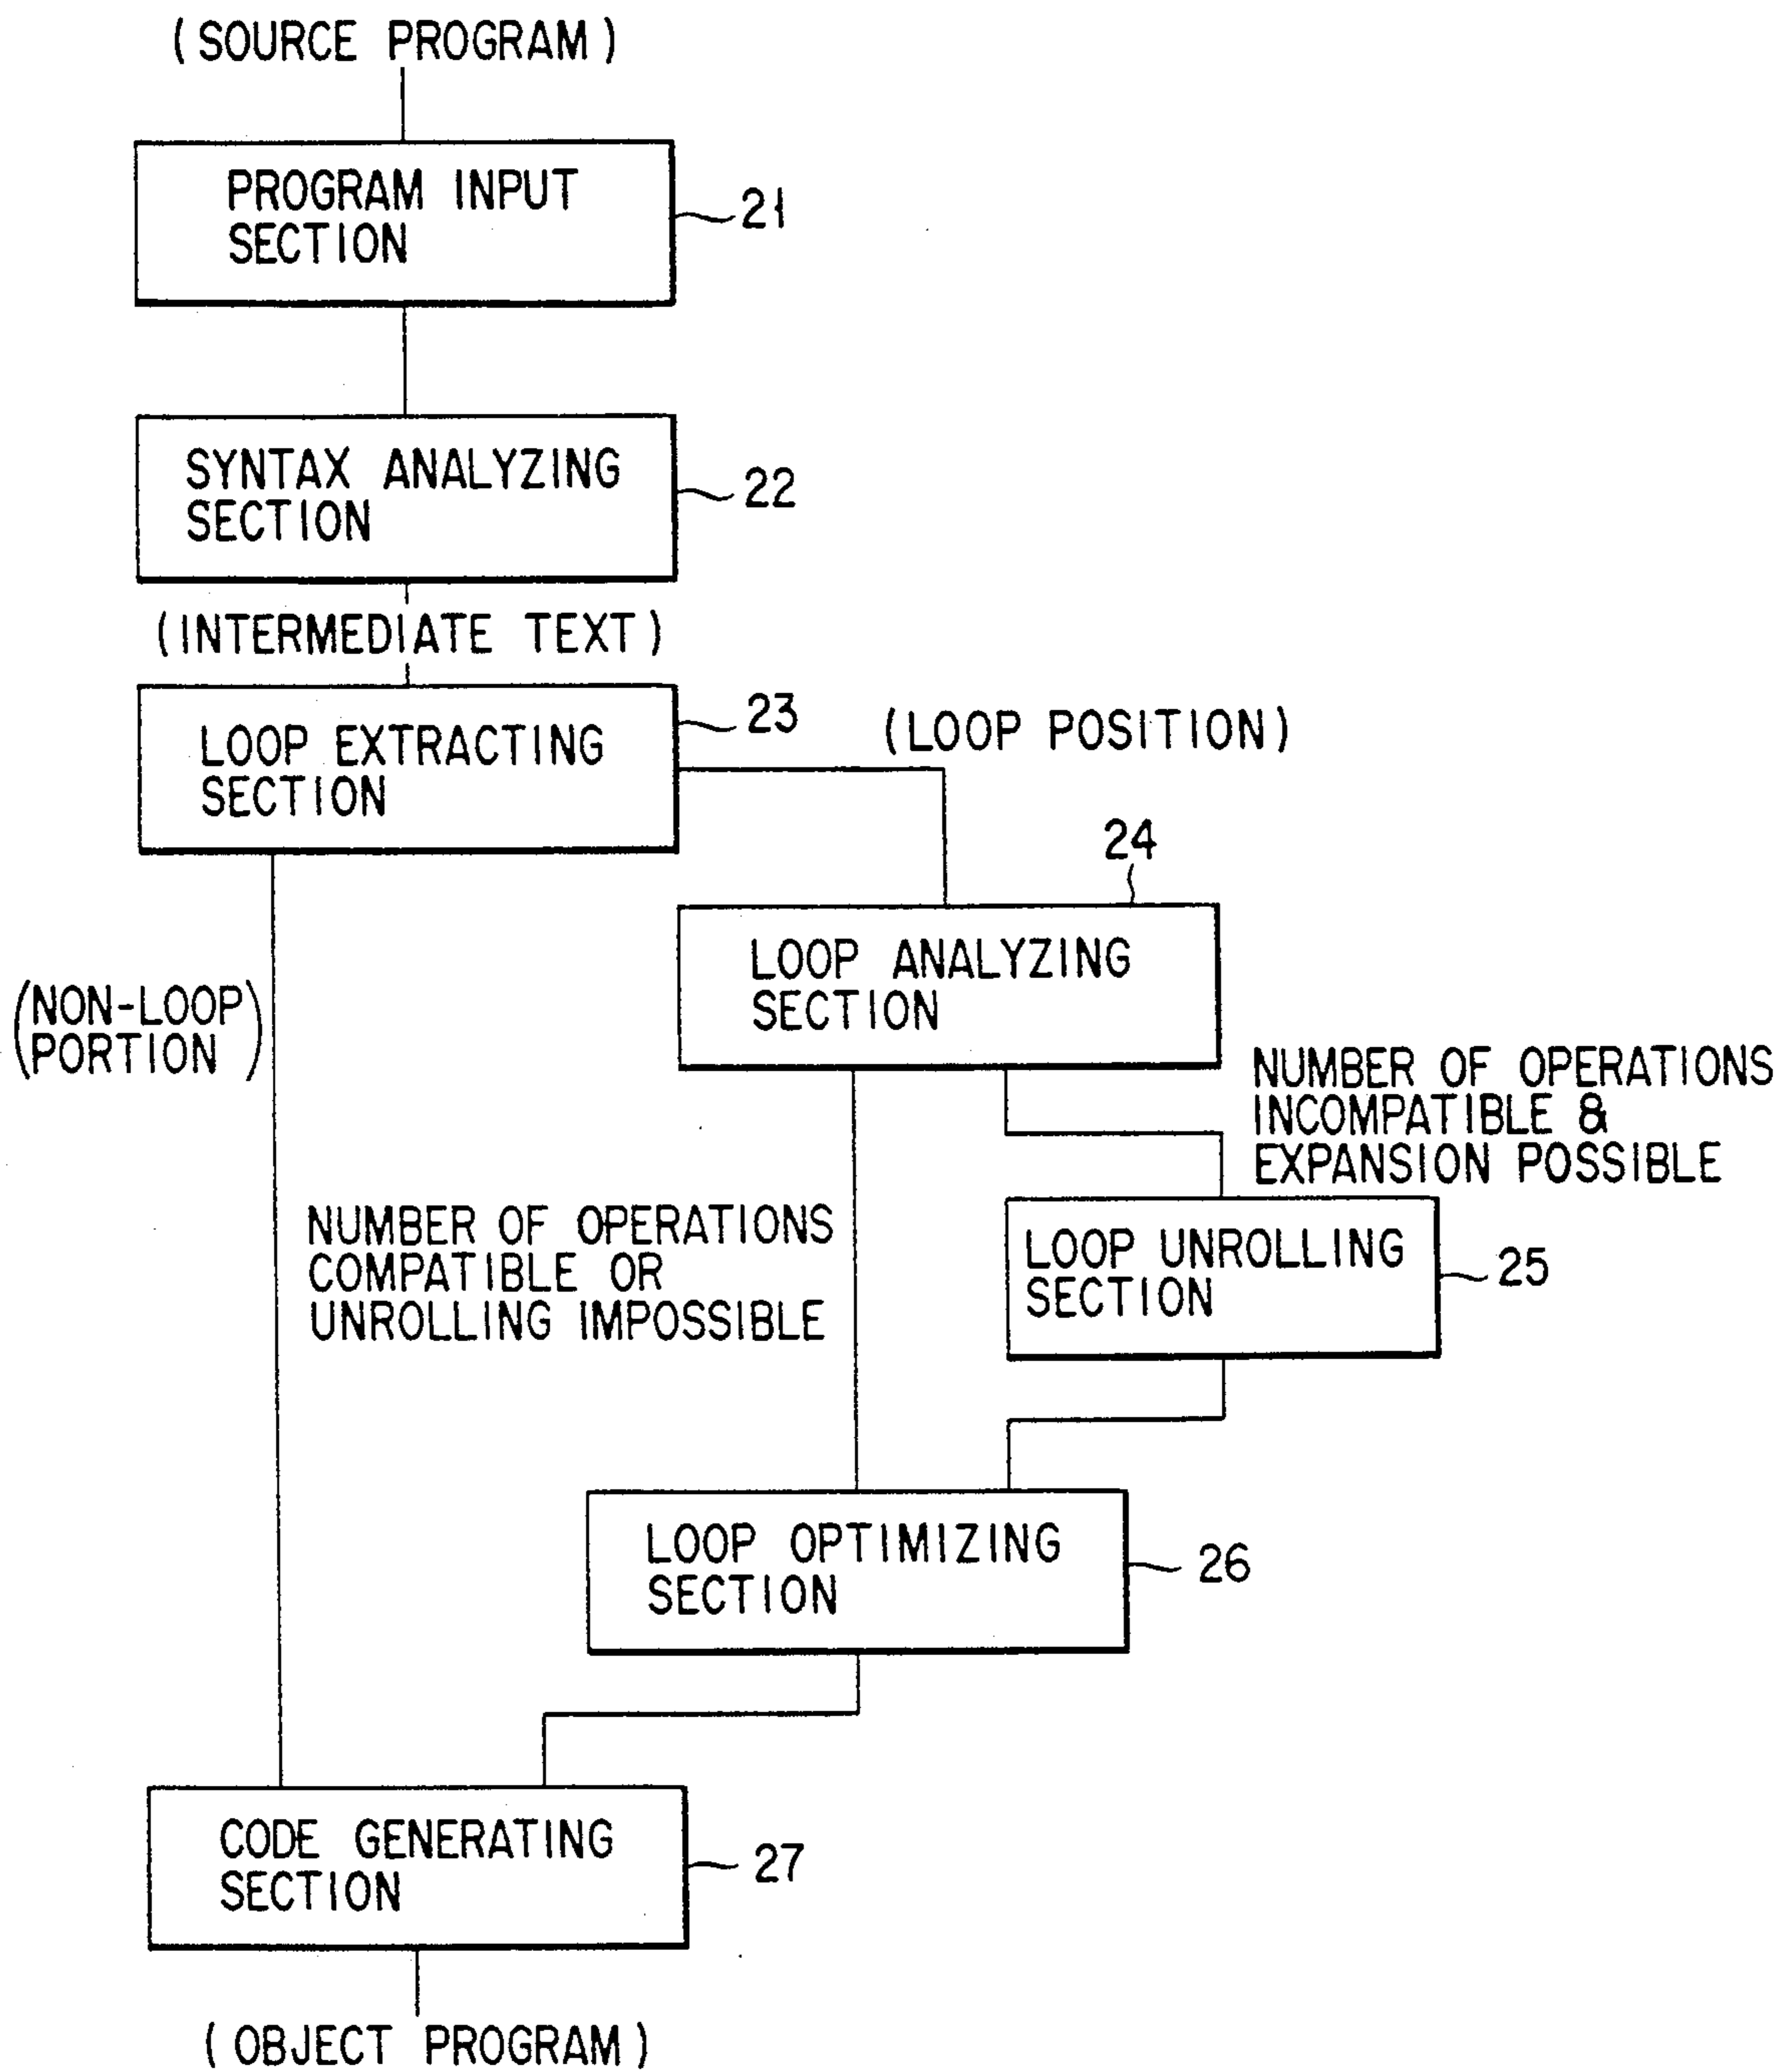 (SOURCE PROGRAM)
PROGRAM INPUT
SECTION
21
SYNTAX ANALYZING
SECTION
22
(INTERMEDIATE TEXT)
LOOP EXTRACTING
SECTION
23
(LOOP POSITION)
24
LOOP ANALYZING
SECTION
(NON-LOOP
PORTION)
NUMBER OF OPERATIONS
INCOMPATIBLE &
EXPANSION POSSIBLE
NUMBER OF OPERATIONS
COMPATIBLE OR
UNROLLING IMPOSSIBLE
LOOP UNROLLING
SECTION
25
LOOP OPTIMIZING
SECTION
26
CODE GENERATING
SECTION
27
(OBJECT PROGRAM)